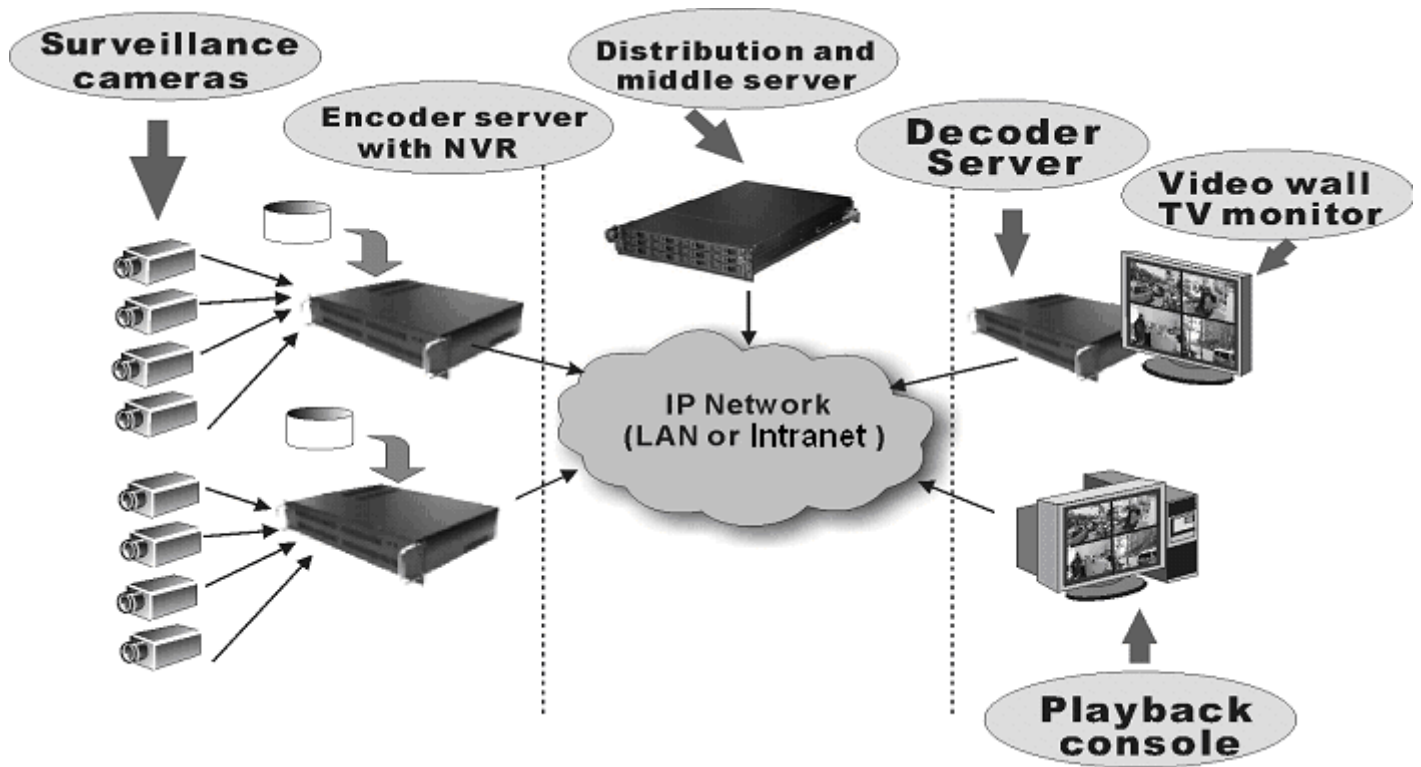 Surveillance
cameras
Encoder server
with NVR
Distribution and
middle server
Decoder
Server
Video wall
TV monitor
IP Network
(LAN or Intranet )
Playback
console